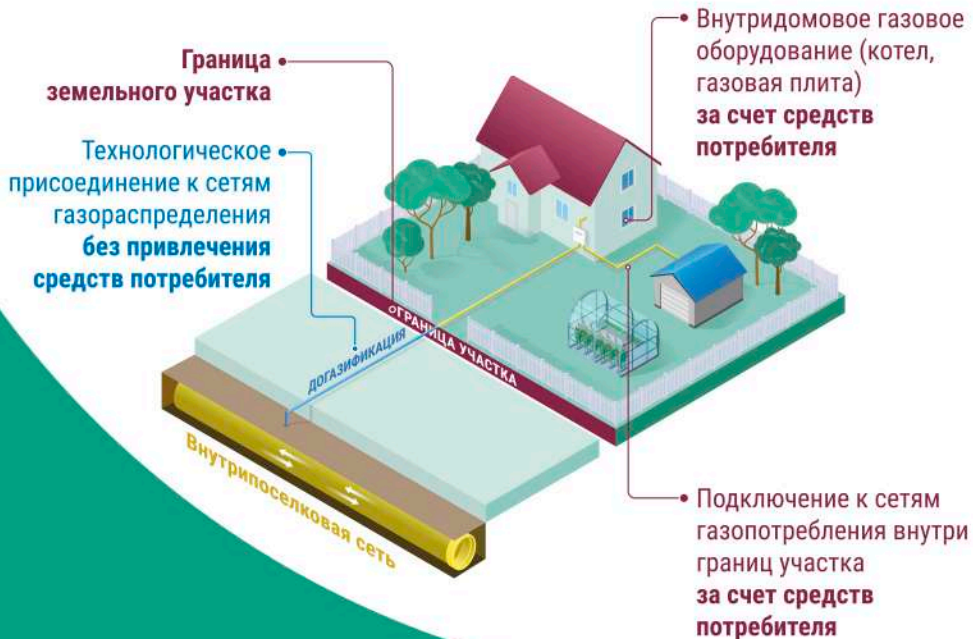 Граница
земельного участка
Технологическое
присоединение к сетям
газораспределения
без привлечения
средств потребителя
Внутридомовое газовое
оборудование (котел,
газовая плита)
за счет средств
потребителя
ГРАНИЦА УЧАСТКА
ДОГАЗИФИКАЦИЯ
Внутрипоселковая сеть
Подключение к сетям
газопотребления внутри
границ участка
за счет средств
потребителя